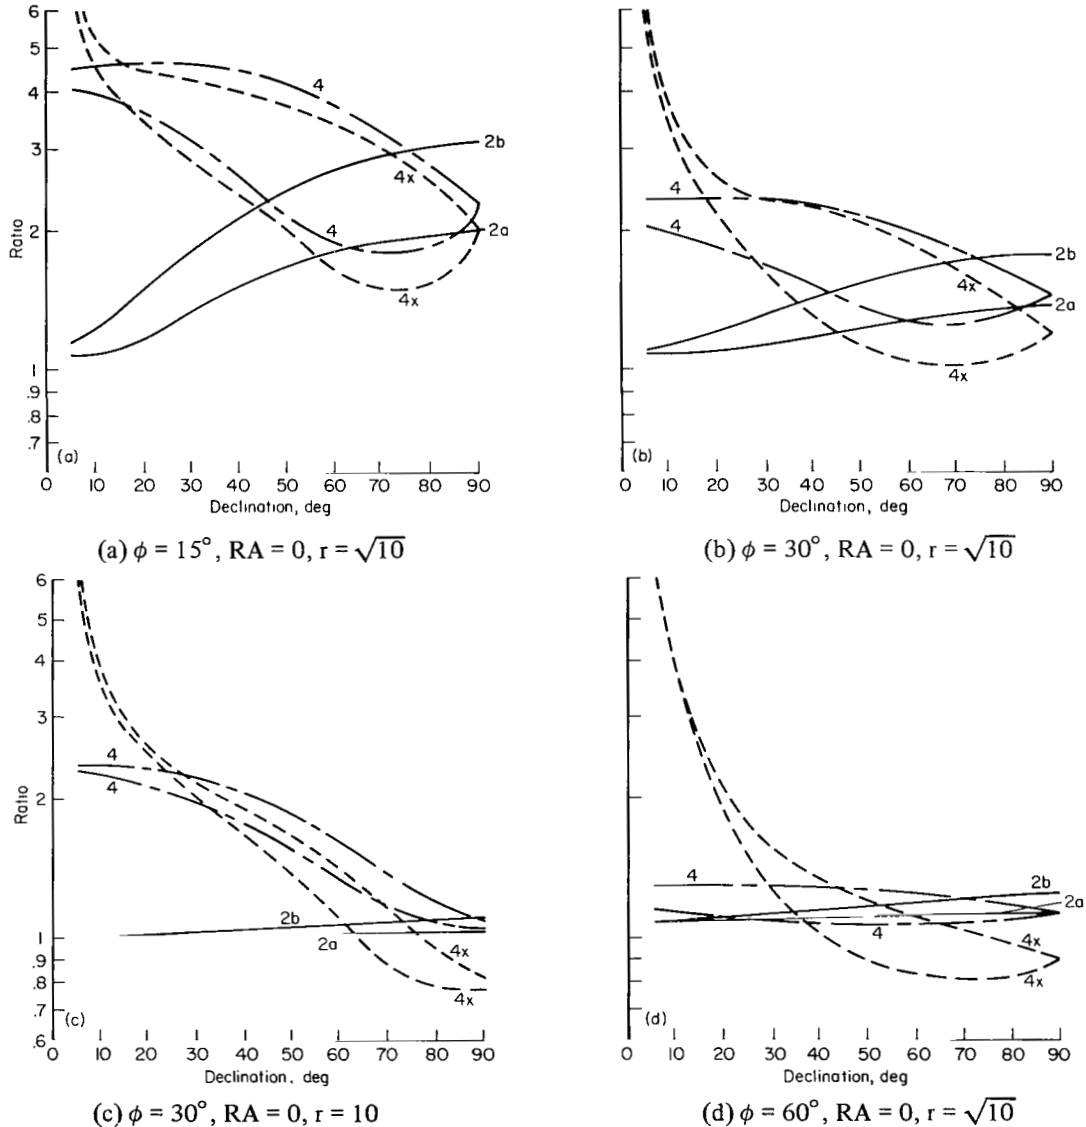 6
5
4
3
2
1
.9
.8
.7
Ratio
4
4x
2b
2a
4
4x
(a)
0 10 20 30 40 50 60 70 80 90
Declination, deg
(a) ϕ = 15°, RA = 0, r = √10
4
4
2b
2a
4x
4x
(b)
0 10 20 30 40 50 60 70 80 90
Declination, deg
(b) ϕ = 30°, RA = 0, r = √10
6
5
4
3
2
1
.9
.8
.7
.6
Ratio
4
4
2b
2a
4x
4x
(c)
0 10 20 30 40 50 60 70 80 90
Declination, deg
(c) ϕ = 30°, RA = 0, r = 10
4
2b
2a
4
4x
4x
(d)
0 10 20 30 40 50 60 70 80 90
Declination, deg
(d) ϕ = 60°, RA = 0, r = √10